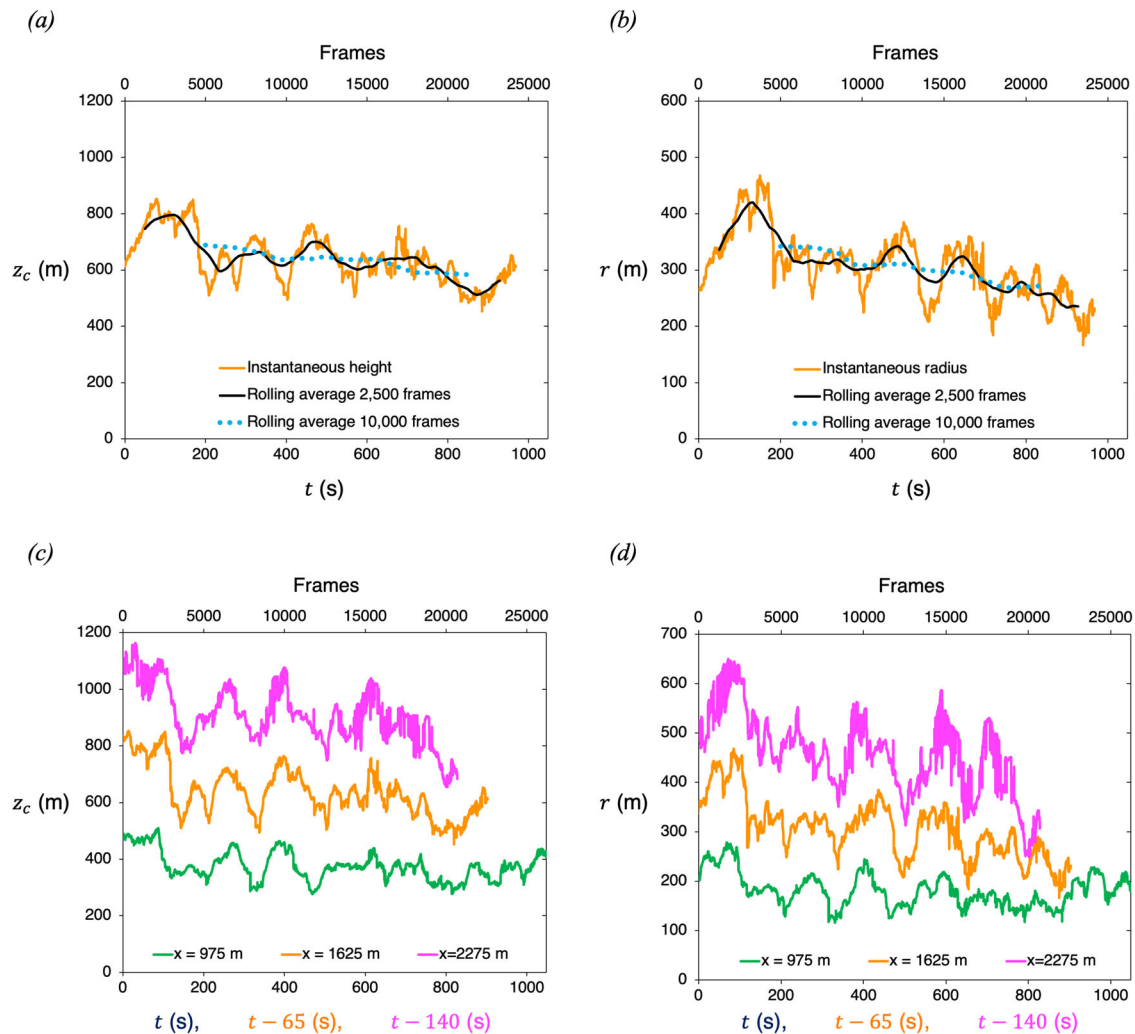 (a)
Frames
0 5000 10000 15000 20000 25000
1200
1000
800
z_c (m)
600
400
200
0
Instantaneous height
Rolling average 2,500 frames
Rolling average 10,000 frames
0 200 400 600 800 1000
t (s)
(b)
Frames
0 5000 10000 15000 20000 25000
600
500
400
r (m)
300
200
100
0
Instantaneous radius
Rolling average 2,500 frames
Rolling average 10,000 frames
0 200 400 600 800 1000
t (s)
(c)
Frames
0 5000 10000 15000 20000 25000
1200
1000
800
z_c (m)
600
400
200
0
x = 975 m x = 1625 m x=2275 m
0 200 400 600 800 1000
t (s), t − 65 (s), t − 140 (s)
(d)
Frames
0 5000 10000 15000 20000 25000
700
600
500
400
r (m)
300
200
100
0
x = 975 m x = 1625 m x=2275 m
0 200 400 600 800 1000
t (s), t − 65 (s), t − 140 (s)